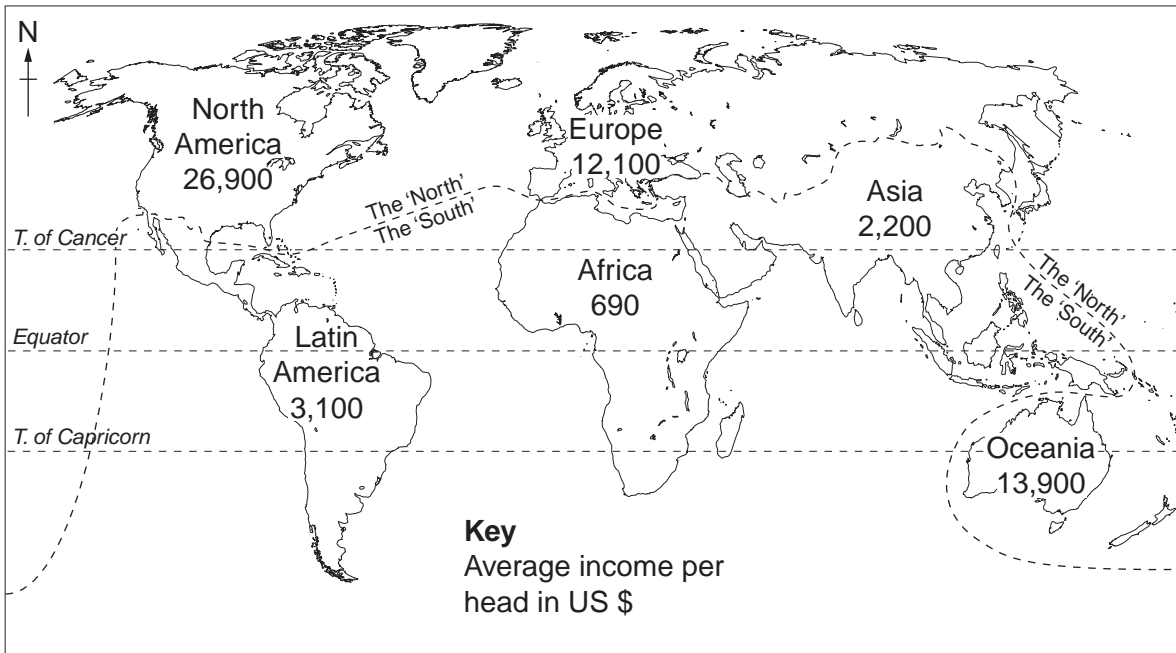 N
North
America
26,900
Europe
12,100
Asia
2,200
The 'North'
The 'South'
T. of Cancer
Africa
690
The 'North'
The 'South'
Equator
Latin
America
3,100
T. of Capricorn
Oceania
13,900
Key
Average income per
head in US $